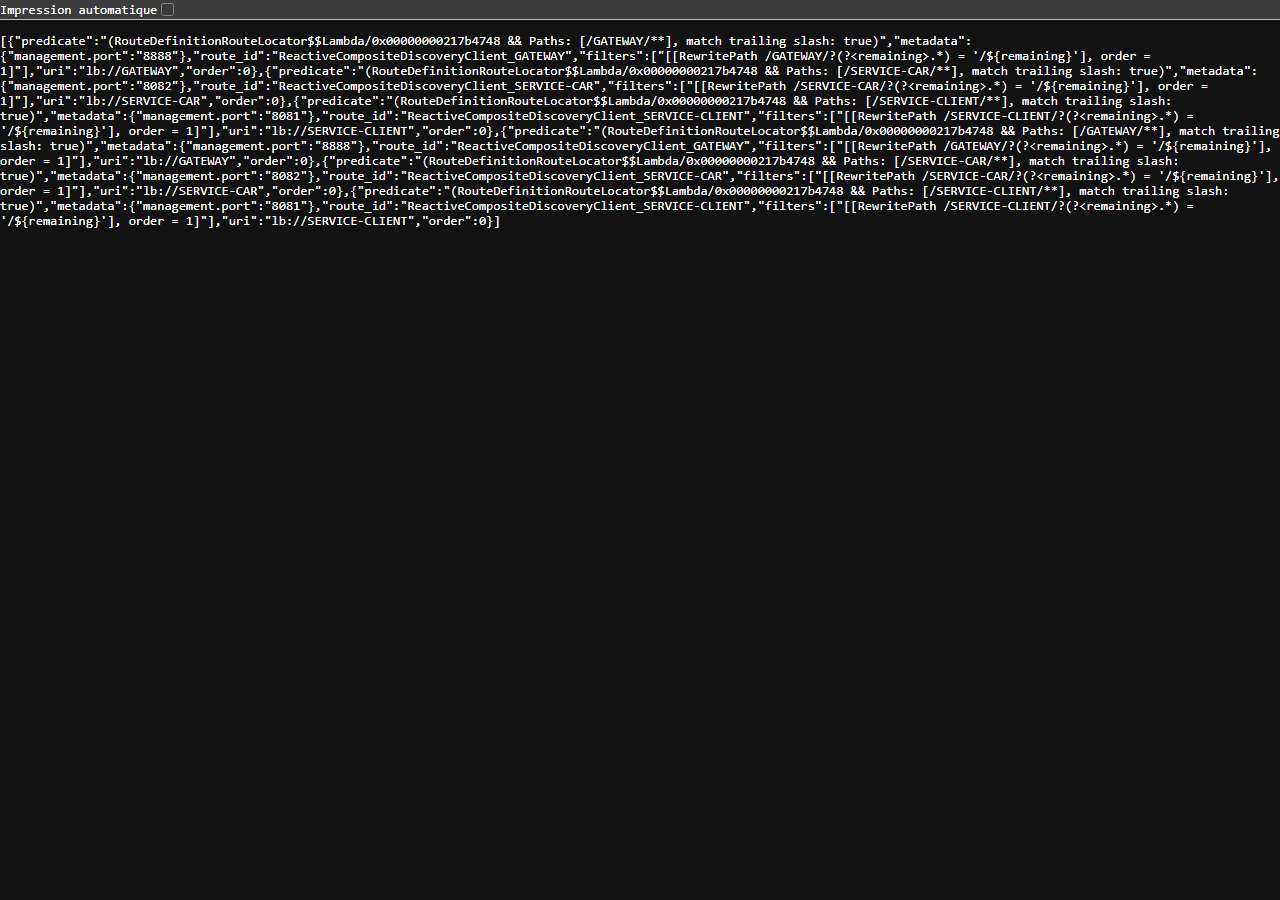 Impression automatique
[{"predicate":"(RouteDefinitionRouteLocator$$Lambda/0x00000000217b4748 && Paths: [/GATEWAY/**], match trailing slash: true)","metadata":
{"management.port":"8888"},"route_id":"ReactiveCompositeDiscoveryClient_GATEWAY","filters":["[[RewritePath /GATEWAY/?(?<remaining>.*) = '/${remaining}'], order =
1]"],"uri":"lb://GATEWAY","order":0},{"predicate":"(RouteDefinitionRouteLocator$$Lambda/0x00000000217b4748 && Paths: [/SERVICE-CAR/**], match trailing slash: true)","metadata":
{"management.port":"8082"},"route_id":"ReactiveCompositeDiscoveryClient_SERVICE-CAR","filters":["[[RewritePath /SERVICE-CAR/?(?<remaining>.*) = '/${remaining}'], order =
1]"],"uri":"lb://SERVICE-CAR","order":0},{"predicate":"(RouteDefinitionRouteLocator$$Lambda/0x00000000217b4748 && Paths: [/SERVICE-CLIENT/**], match trailing slash:
true)","metadata":{"management.port":"8081"},"route_id":"ReactiveCompositeDiscoveryClient_SERVICE-CLIENT","filters":["[[RewritePath /SERVICE-CLIENT/?(?<remaining>.*) =
'/${remaining}'], order = 1]"],"uri":"lb://SERVICE-CLIENT","order":0},{"predicate":"(RouteDefinitionRouteLocator$$Lambda/0x00000000217b4748 && Paths: [/GATEWAY/**], match trailing
slash: true)","metadata":{"management.port":"8888"},"route_id":"ReactiveCompositeDiscoveryClient_GATEWAY","filters":["[[RewritePath /GATEWAY/?(?<remaining>.*) = '/${remaining}'],
order = 1]"],"uri":"lb://GATEWAY","order":0},{"predicate":"(RouteDefinitionRouteLocator$$Lambda/0x00000000217b4748 && Paths: [/SERVICE-CAR/**], match trailing slash:
true)","metadata":{"management.port":"8082"},"route_id":"ReactiveCompositeDiscoveryClient_SERVICE-CAR","filters":["[[RewritePath /SERVICE-CAR/?(?<remaining>.*) = '/${remaining}'],
order = 1]"],"uri":"lb://SERVICE-CAR","order":0},{"predicate":"(RouteDefinitionRouteLocator$$Lambda/0x00000000217b4748 && Paths: [/SERVICE-CLIENT/**], match trailing slash:
true)","metadata":{"management.port":"8081"},"route_id":"ReactiveCompositeDiscoveryClient_SERVICE-CLIENT","filters":["[[RewritePath /SERVICE-CLIENT/?(?<remaining>.*) =
'/${remaining}'], order = 1]"],"uri":"lb://SERVICE-CLIENT","order":0}]